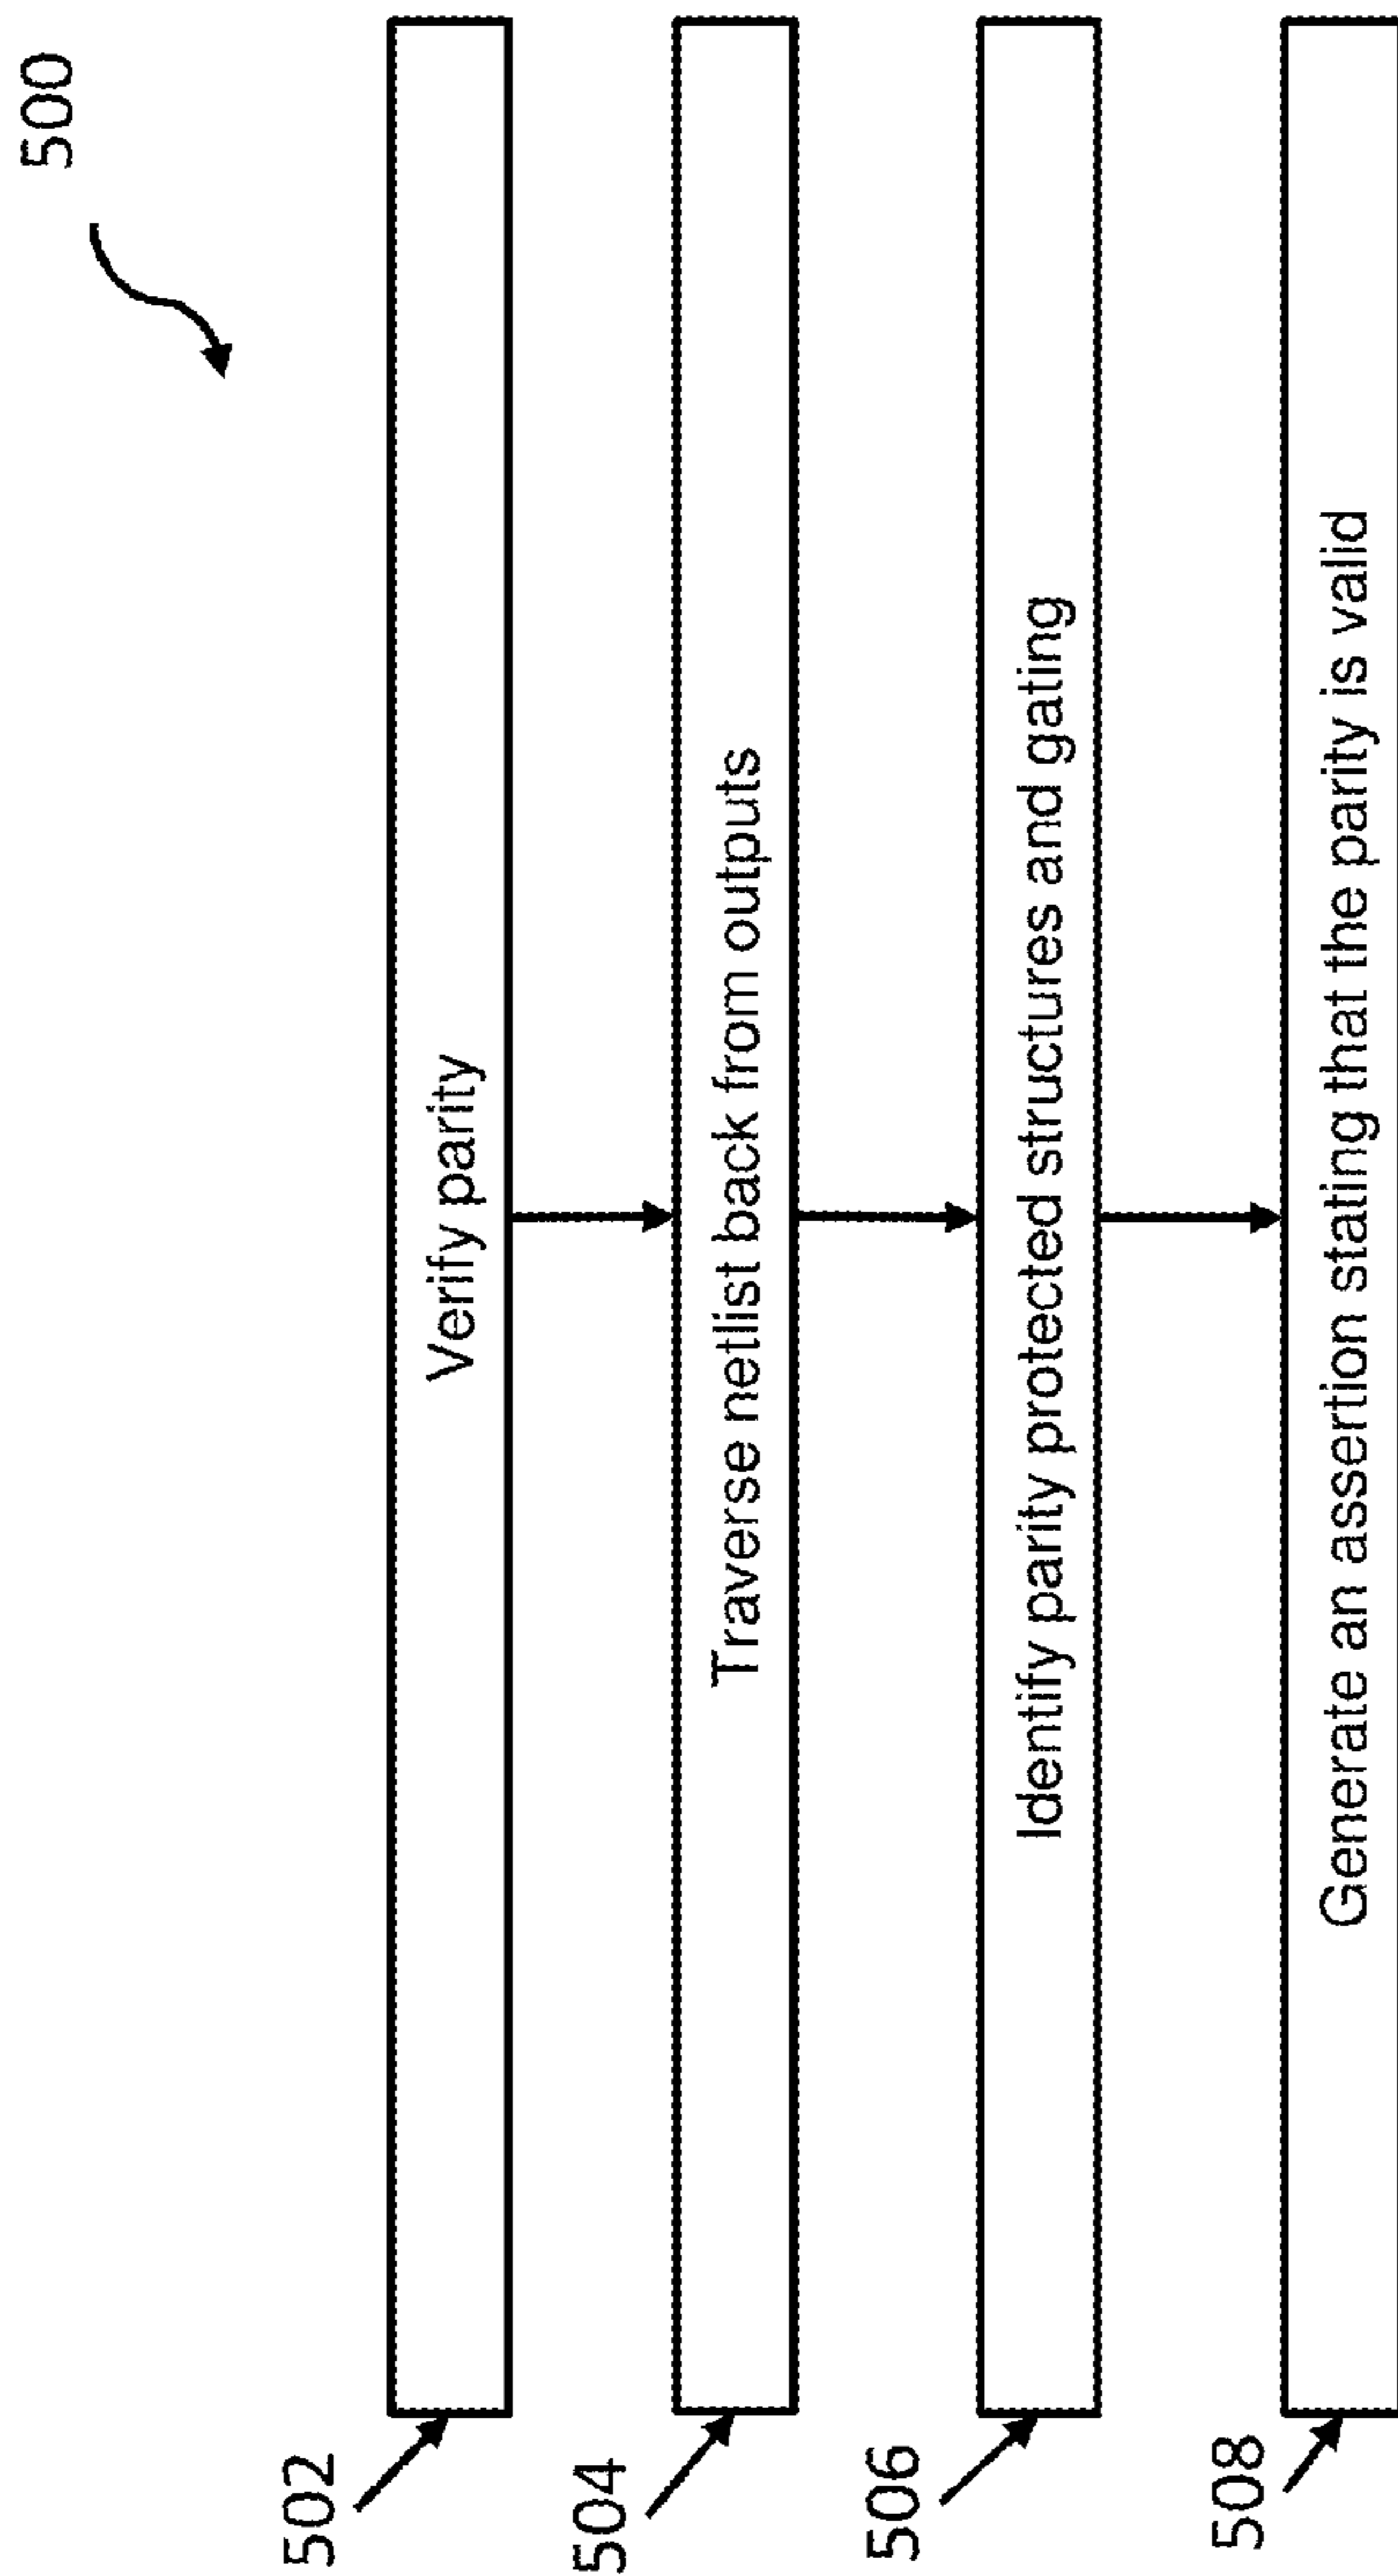 500
502
Verify parity
504
Traverse netlist back from outputs
506
Identify parity protected structures and gating
508
Generate an assertion stating that the parity is valid